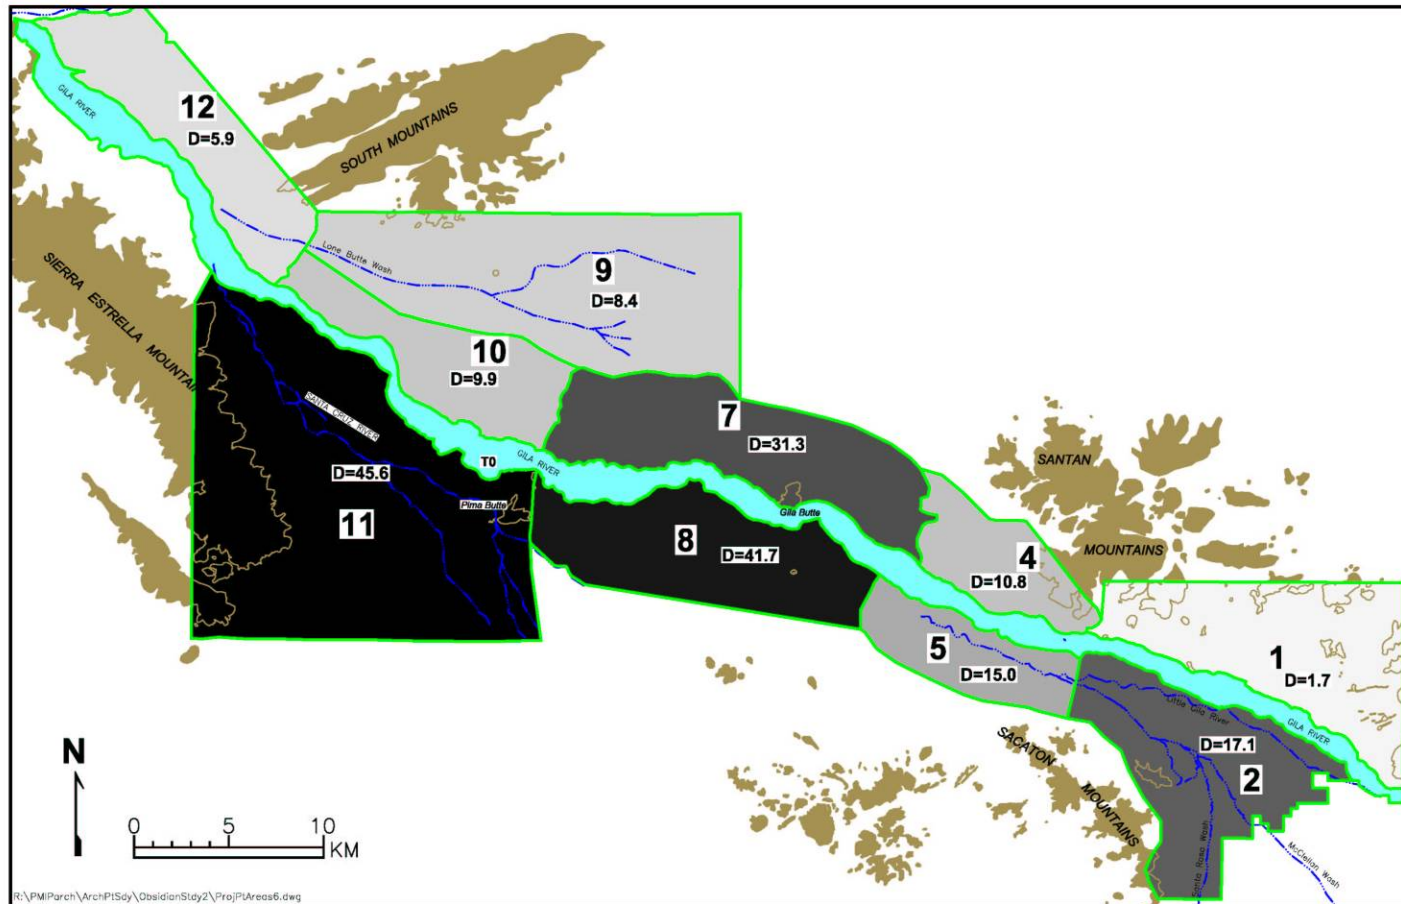 GILA RIVER
12
D=5.9
SOUTH MOUNTAINS
Lone Butte Wash
9
D=8.4
SIERRA ESTRELLA MOUNTAIN
10
D=9.9
SANTA CRUZ RIVER
7
D=31.3
T0
GILA RIVER
D=45.6
Pima Butte
11
Gila Butte
8
D=41.7
SANTAN
MOUNTAINS
4
D=10.8
5
D=15.0
1
D=1.7
Little Gila River
GILA RIVER
D=17.1
2
SACATON
MOUNTAINS
Santa Rosa Wash
McClellan Wash
N
0 5 10
KM
R:\PMIParch\ArchPtSdy\ObsidianStdy2\ProjPtAreas6.dwg